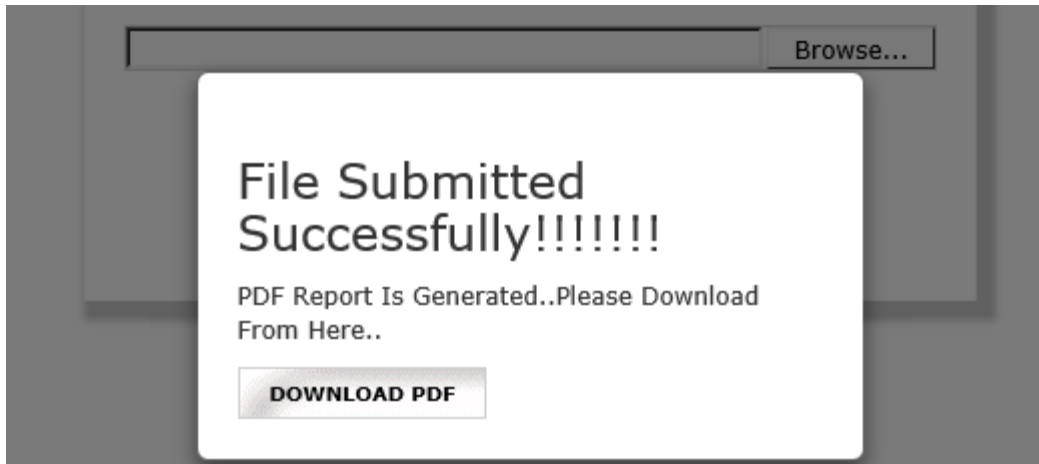 Browse...
File Submitted
Successfully!!!!!!!
PDF Report Is Generated..Please Download
From Here..
DOWNLOAD PDF